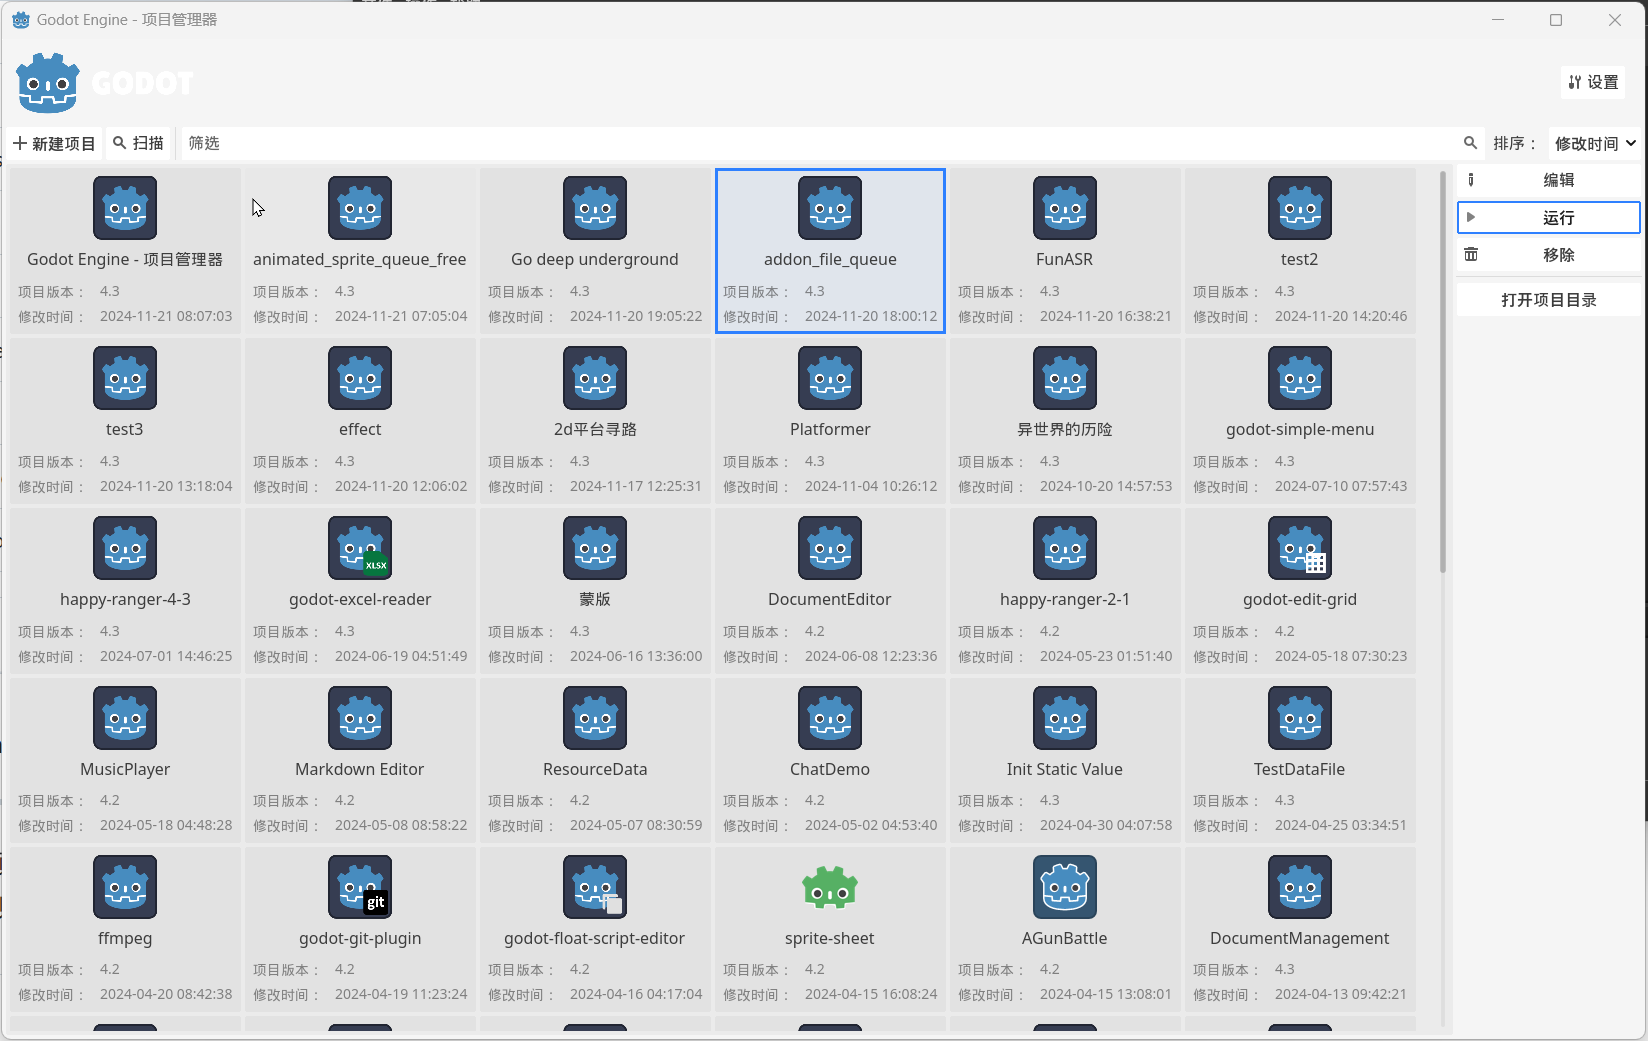 Godot Engine - 项目管理器
GODOT
设置
新建项目 扫描 筛选 排序： 修改时间
编辑
运行
移除
打开项目目录
Godot Engine - 项目管理器
项目版本： 4.3
修改时间： 2024-11-21 08:07:03
animated_sprite_queue_free
项目版本： 4.3
修改时间： 2024-11-21 07:05:04
Go deep underground
项目版本： 4.3
修改时间： 2024-11-20 19:05:22
addon_file_queue
项目版本： 4.3
修改时间： 2024-11-20 18:00:12
FunASR
项目版本： 4.3
修改时间： 2024-11-20 16:38:21
test2
项目版本： 4.3
修改时间： 2024-11-20 14:20:46
test3
项目版本： 4.3
修改时间： 2024-11-20 13:18:04
effect
项目版本： 4.3
修改时间： 2024-11-20 12:06:02
2d平台寻路
项目版本： 4.3
修改时间： 2024-11-17 12:25:31
Platformer
项目版本： 4.3
修改时间： 2024-11-04 10:26:12
异世界的历险
项目版本： 4.3
修改时间： 2024-10-20 14:57:53
godot-simple-menu
项目版本： 4.3
修改时间： 2024-07-10 07:57:43
happy-ranger-4-3
项目版本： 4.3
修改时间： 2024-07-01 14:46:25
XLSX
godot-excel-reader
项目版本： 4.3
修改时间： 2024-06-19 04:51:49
蒙版
项目版本： 4.3
修改时间： 2024-06-16 13:36:00
DocumentEditor
项目版本： 4.2
修改时间： 2024-06-08 12:23:36
happy-ranger-2-1
项目版本： 4.2
修改时间： 2024-05-23 01:51:40
godot-edit-grid
项目版本： 4.2
修改时间： 2024-05-18 07:30:23
MusicPlayer
项目版本： 4.2
修改时间： 2024-05-18 04:48:28
Markdown Editor
项目版本： 4.2
修改时间： 2024-05-08 08:58:22
ResourceData
项目版本： 4.2
修改时间： 2024-05-07 08:30:59
ChatDemo
项目版本： 4.2
修改时间： 2024-05-02 04:53:40
Init Static Value
项目版本： 4.3
修改时间： 2024-04-30 04:07:58
TestDataFile
项目版本： 4.3
修改时间： 2024-04-25 03:34:51
ffmpeg
项目版本： 4.2
修改时间： 2024-04-20 08:42:38
git
godot-git-plugin
项目版本： 4.2
修改时间： 2024-04-19 11:23:24
godot-float-script-editor
项目版本： 4.2
修改时间： 2024-04-16 04:17:04
sprite-sheet
项目版本： 4.2
修改时间： 2024-04-15 16:08:24
AGunBattle
项目版本： 4.2
修改时间： 2024-04-15 13:08:01
DocumentManagement
项目版本： 4.3
修改时间： 2024-04-13 09:42:21